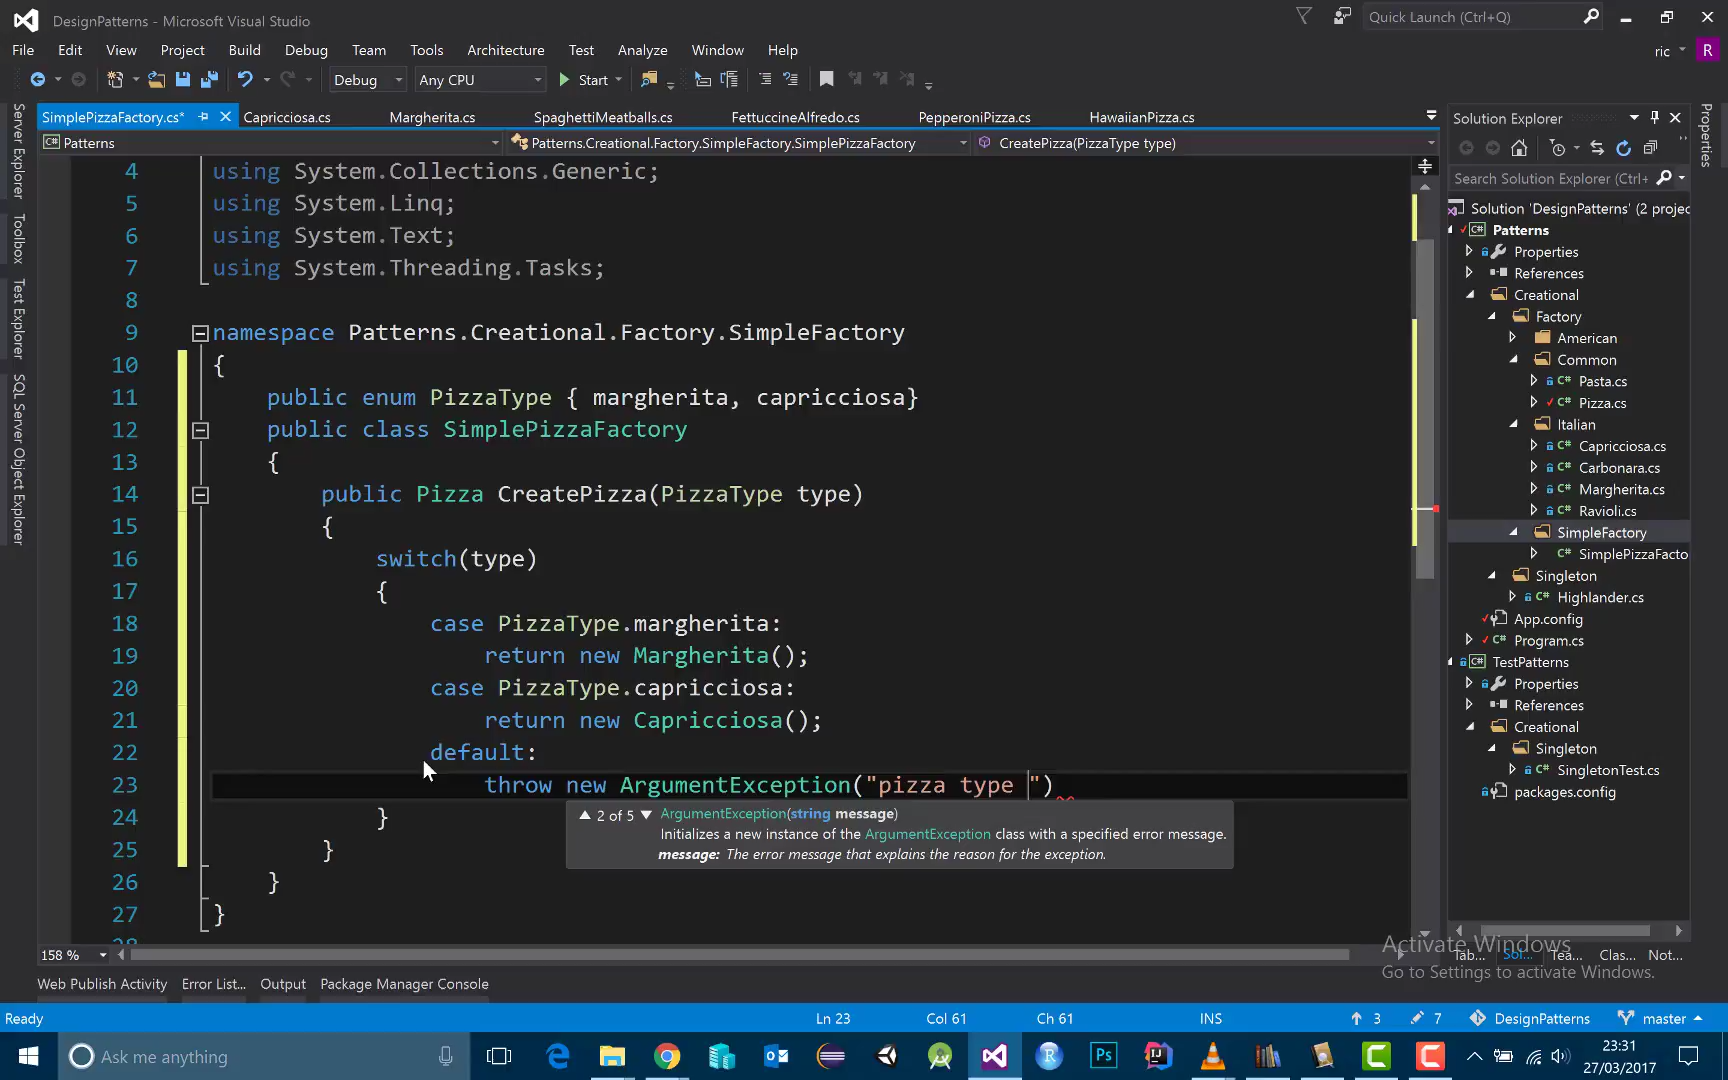 DesignPatterns - Microsoft Visual Studio
Quick Launch (Ctrl+Q)
File Edit View Project Build Debug Team Tools Architecture Test Analyze Window Help
ric R
Debug Any CPU Start
SimplePizzaFactory.cs* Capricciosa.cs Margherita.cs SpaghettiMeatballs.cs FettuccineAlfredo.cs PepperoniPizza.cs HawaiianPizza.cs
Patterns Patterns.Creational.Factory.SimpleFactory.SimplePizzaFactory CreatePizza(PizzaType type)
Server Explorer
Toolbox
Test Explorer
SQL Server Object Explorer
4 using System.Collections.Generic;
5 using System.Linq;
6 using System.Text;
7 using System.Threading.Tasks;
8
9 namespace Patterns.Creational.Factory.SimpleFactory
10 {
11 public enum PizzaType { margherita, capricciosa}
12 public class SimplePizzaFactory
13 {
14 public Pizza CreatePizza(PizzaType type)
15 {
16 switch(type)
17 {
18 case PizzaType.margherita:
19 return new Margherita();
20 case PizzaType.capricciosa:
21 return new Capricciosa();
22 default:
23 throw new ArgumentException("pizza type ")
24 }
25 }
26 }
27 }
28
2 of 5 ArgumentException(string message)
Initializes a new instance of the ArgumentException class with a specified error message.
message: The error message that explains the reason for the exception.
158 %
Solution Explorer
Search Solution Explorer (Ctrl+
Solution 'DesignPatterns' (2 projec
Patterns
Properties
References
Creational
Factory
American
Common
Pasta.cs
Pizza.cs
Italian
Capricciosa.cs
Carbonara.cs
Margherita.cs
Ravioli.cs
SimpleFactory
SimplePizzaFacto
Singleton
Highlander.cs
App.config
Program.cs
TestPatterns
Properties
References
Creational
Singleton
SingletonTest.cs
packages.config
Properties
Activate Windows
Go to Settings to activate Windows.
Tab... Sol... Tea... Clas... Not...
Web Publish Activity Error List... Output Package Manager Console
Ready Ln 23 Col 61 Ch 61 INS 3 7 DesignPatterns master
Ask me anything
23:31
27/03/2017